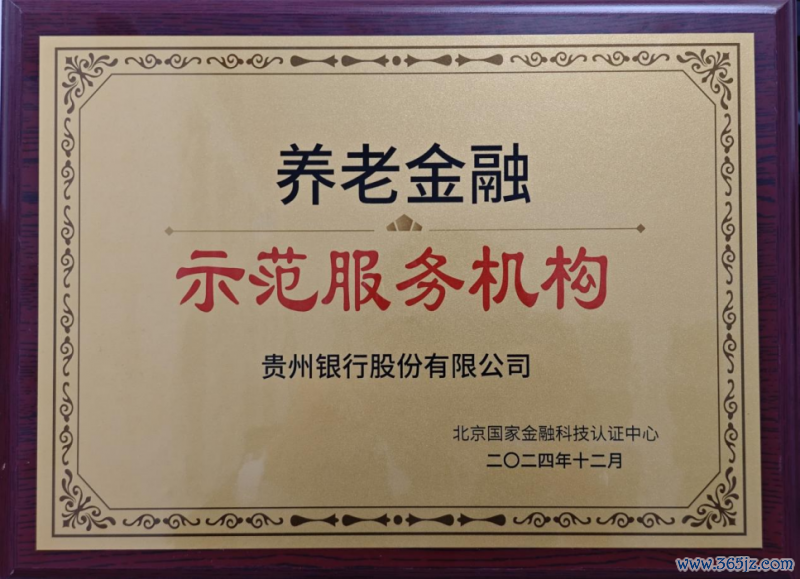 养老金融
示范服务机构
贵州银行股份有限公司
北京国家金融科技认证中心
二〇二四年十二月
www.365jz.com